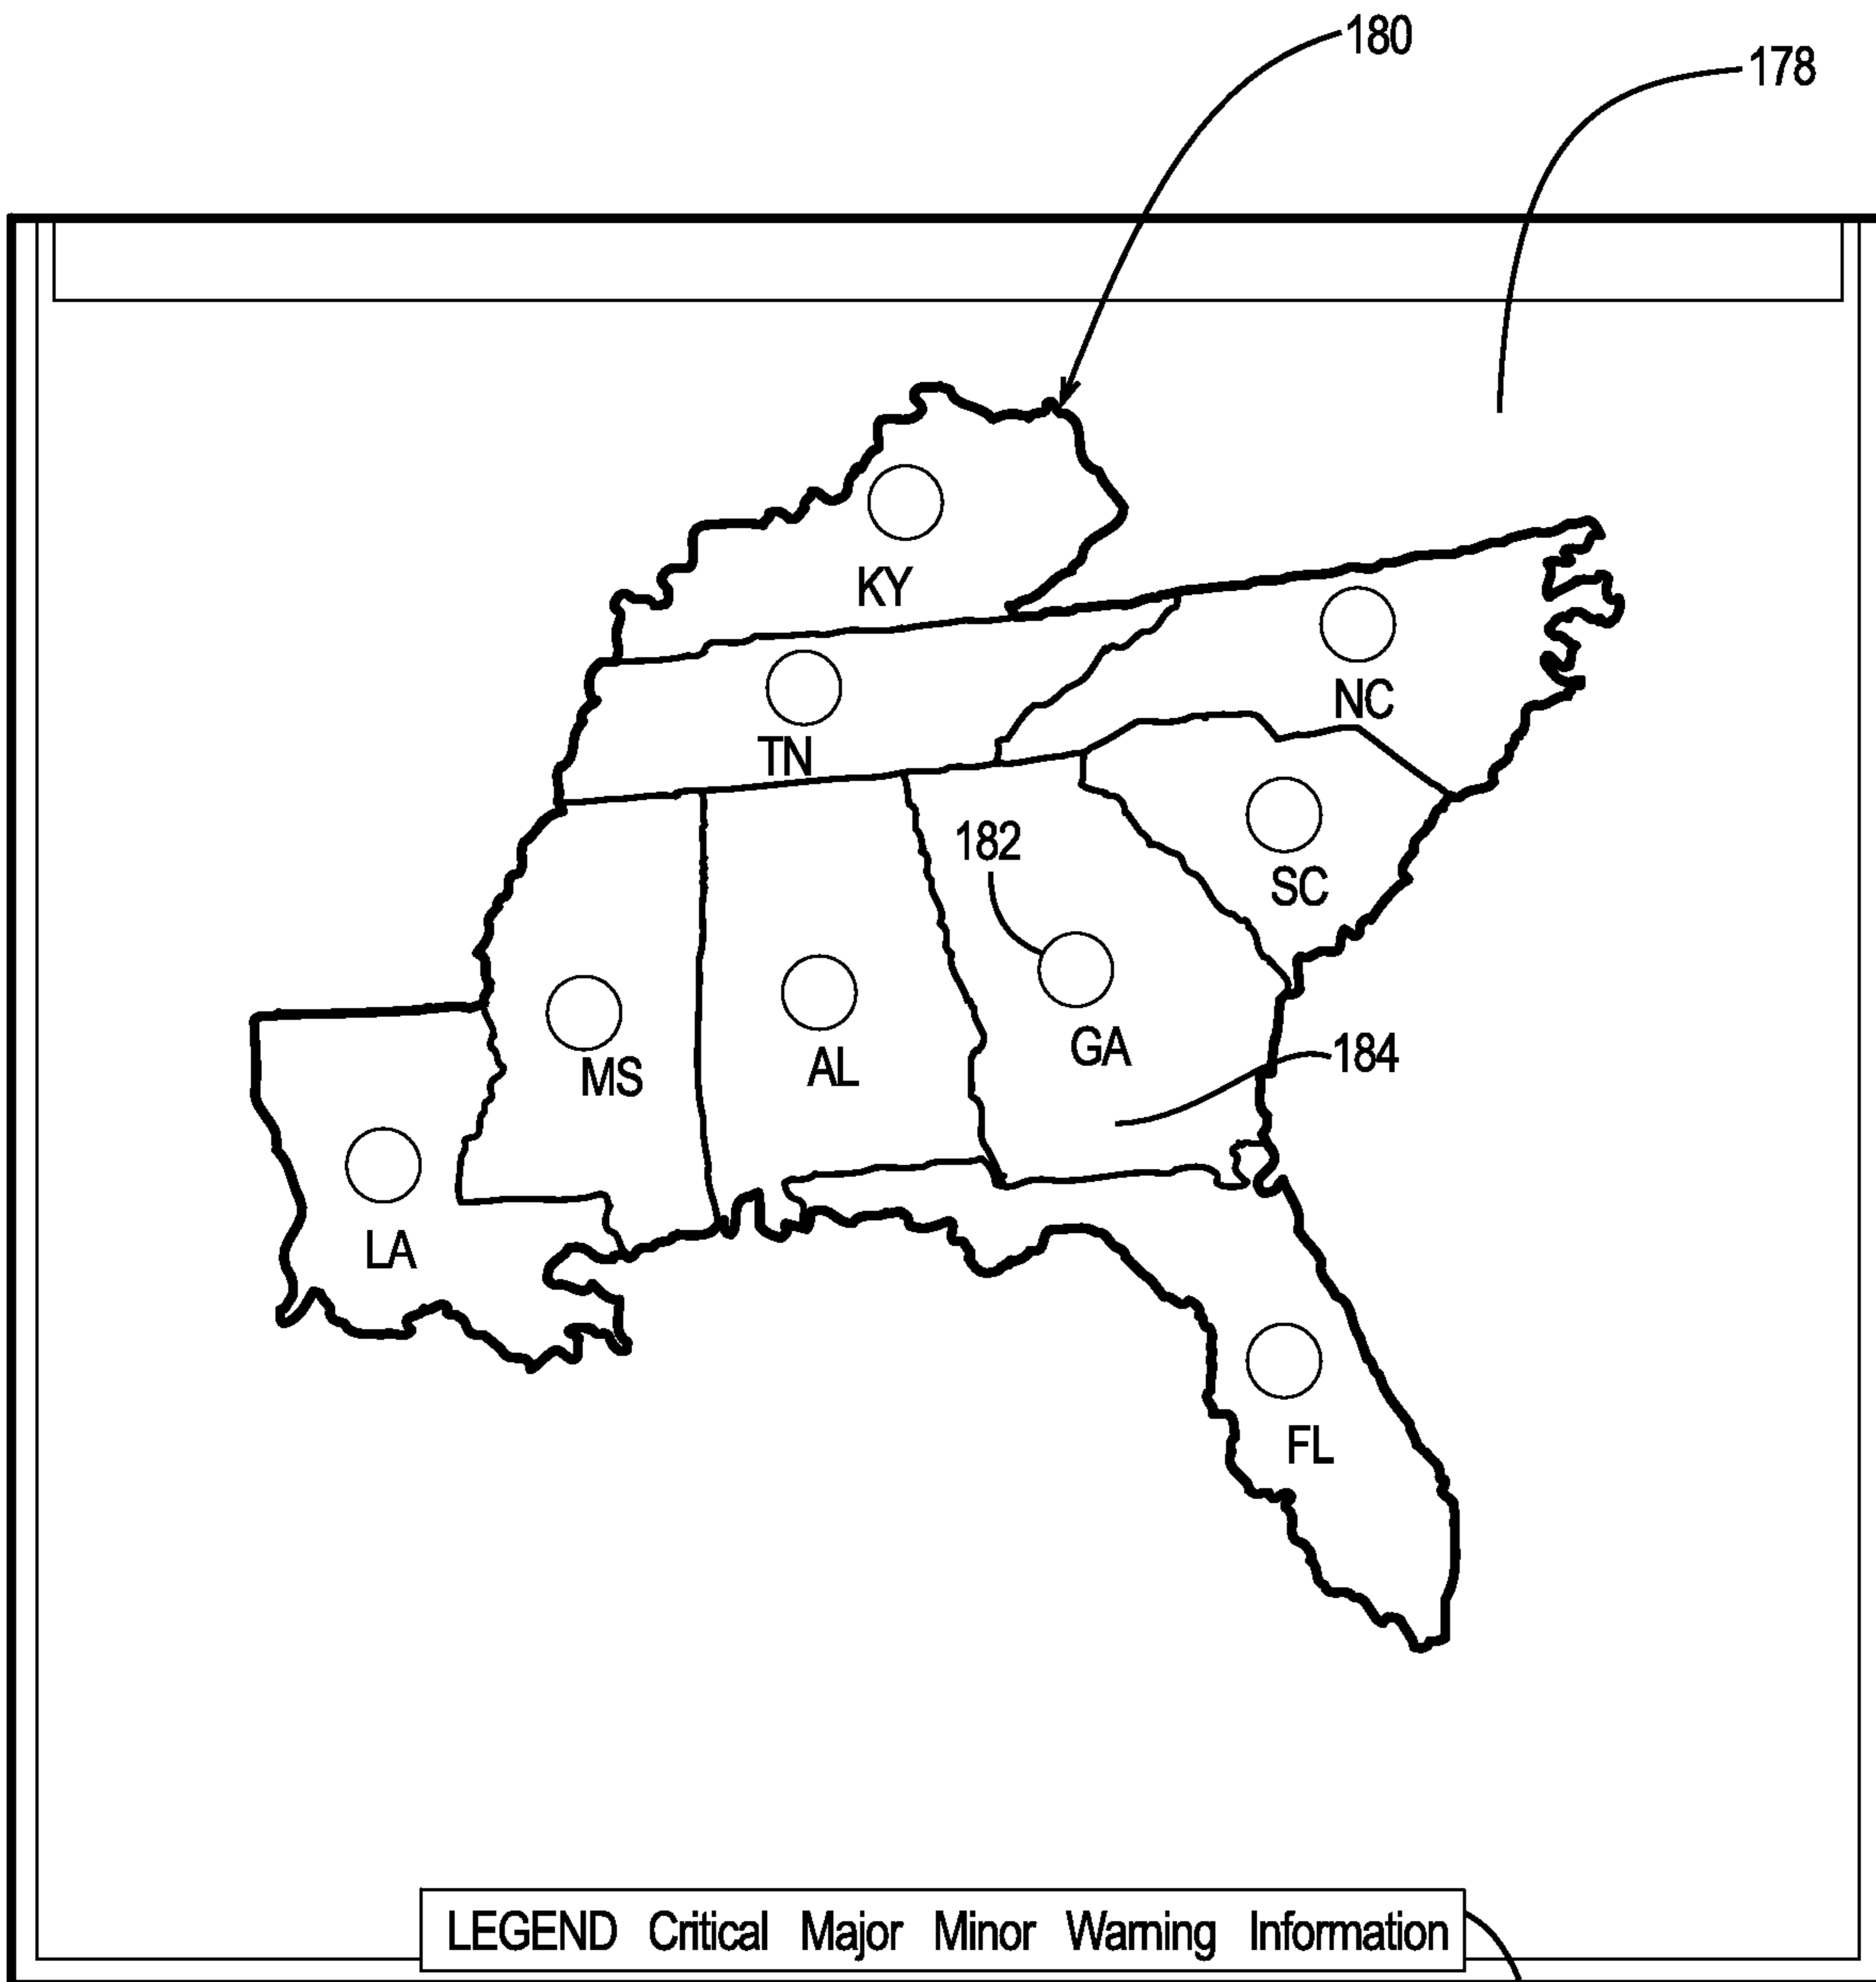 180
178
KY
NC
TN
182
SC
GA
184
AL
MS
LA
FL
LEGEND Critical Major Minor Warning Information